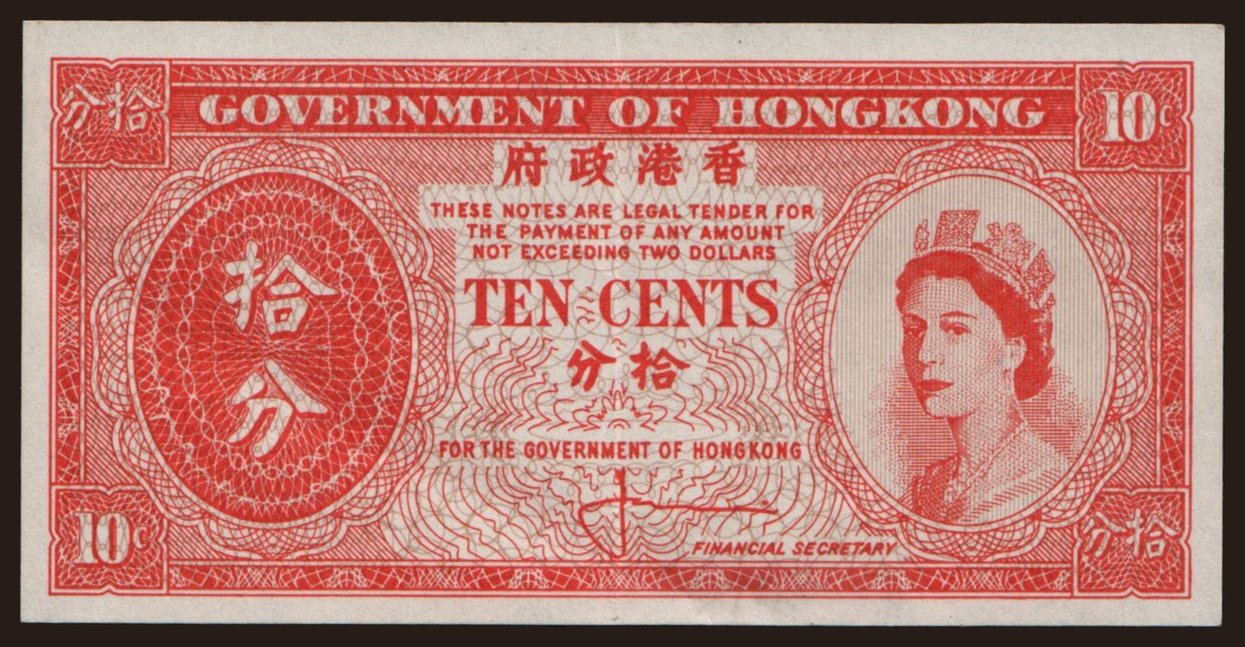 分拾
GOVERNMENT OF HONGKONG
10c
府政港香
THESE NOTES ARE LEGAL TENDER FOR
THE PAYMENT OF ANY AMOUNT
NOT EXCEEDING TWO DOLLARS
拾
分
TEN CENTS
分拾
FOR THE GOVERNMENT OF HONGKONG
10c
FINANCIAL SECRETARY
分拾